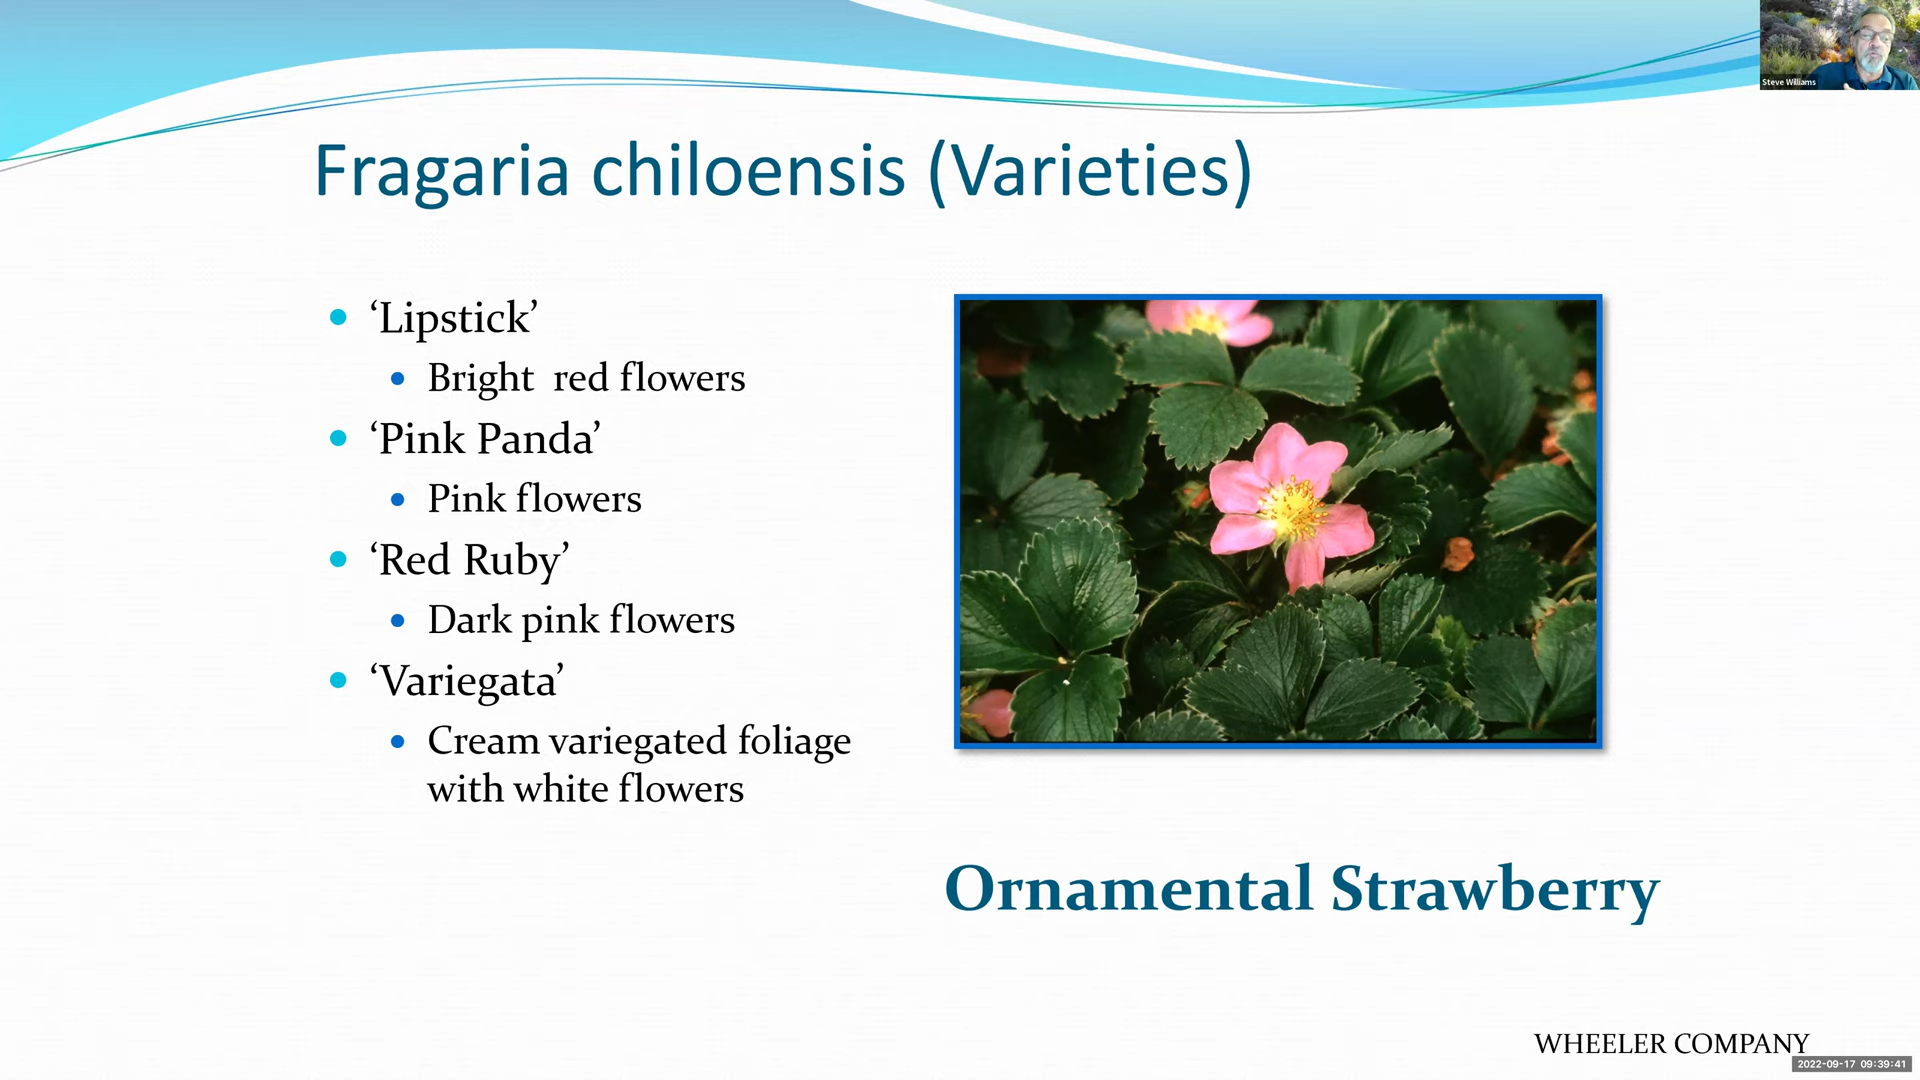 Steve Williams
Fragaria chiloensis (Varieties)
‘Lipstick’
Bright  red flowers
‘Pink Panda’
Pink flowers
‘Red Ruby’
Dark pink flowers
‘Variegata’
Cream variegated foliage
with white flowers
Ornamental Strawberry
WHEELER COMPANY
2022-09-17 09:39:41